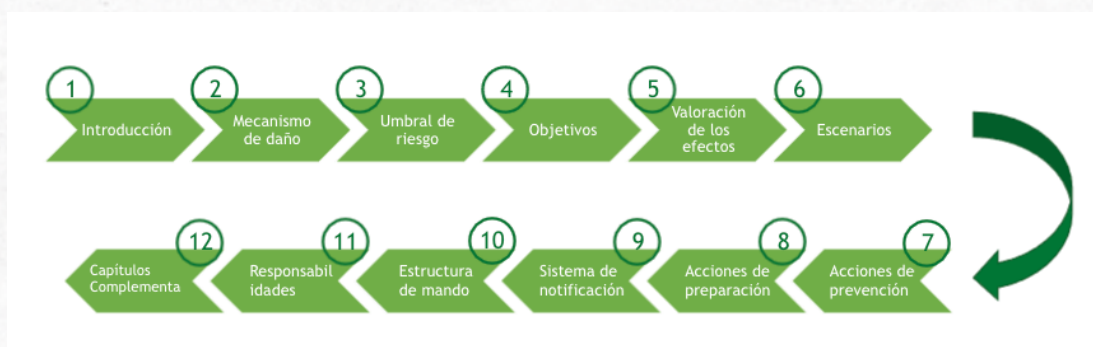 1
Introducción
2
Mecanismo
de daño
3
Umbral de
riesgo
4
Objetivos
5
Valoración
de los
efectos
6
Escenarios
7
Acciones de
prevención
8
Acciones de
preparación
9
Sistema de
notificación
10
Estructura
de mando
11
Responsabil
idades
12
Capítulos
Complementa